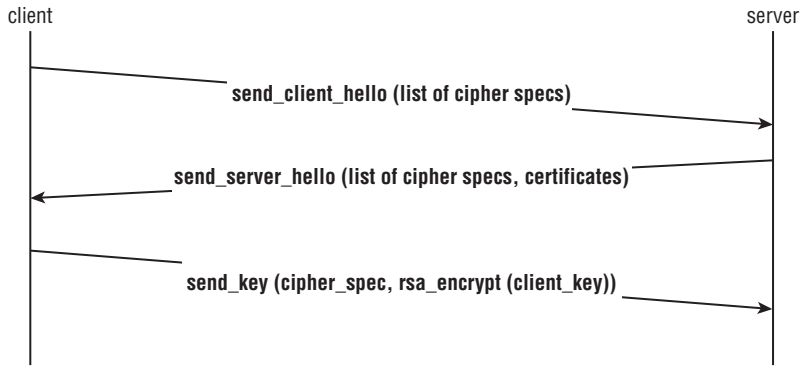 client
server
send_client_hello (list of cipher specs)
send_server_hello (list of cipher specs, certificates)
send_key (cipher_spec, rsa_encrypt (client_key))